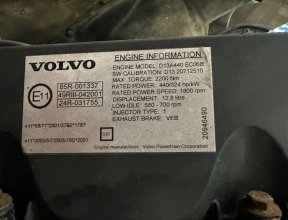 VOLVO
ENGINE INFORMATION
ENGINE MODEL: D13A440 EC06B
SW CALIBRATION: D13 20712510
MAX. TORQUE: 2200 Nm
RATED POWER: 440/324 hp/kW
RATED POWER SPEED: 1800 rpm
DISPLACEMENT: 12.8 litre
LOW IDLE: 550 - 700 rpm
INJECTOR TYPE: 1
EXHAUST BRAKE: VEB
E11
85R-001337
49RIII-042001
24R-031755
20946490
Engine manufacturer: Volvo Powertrain Corporation